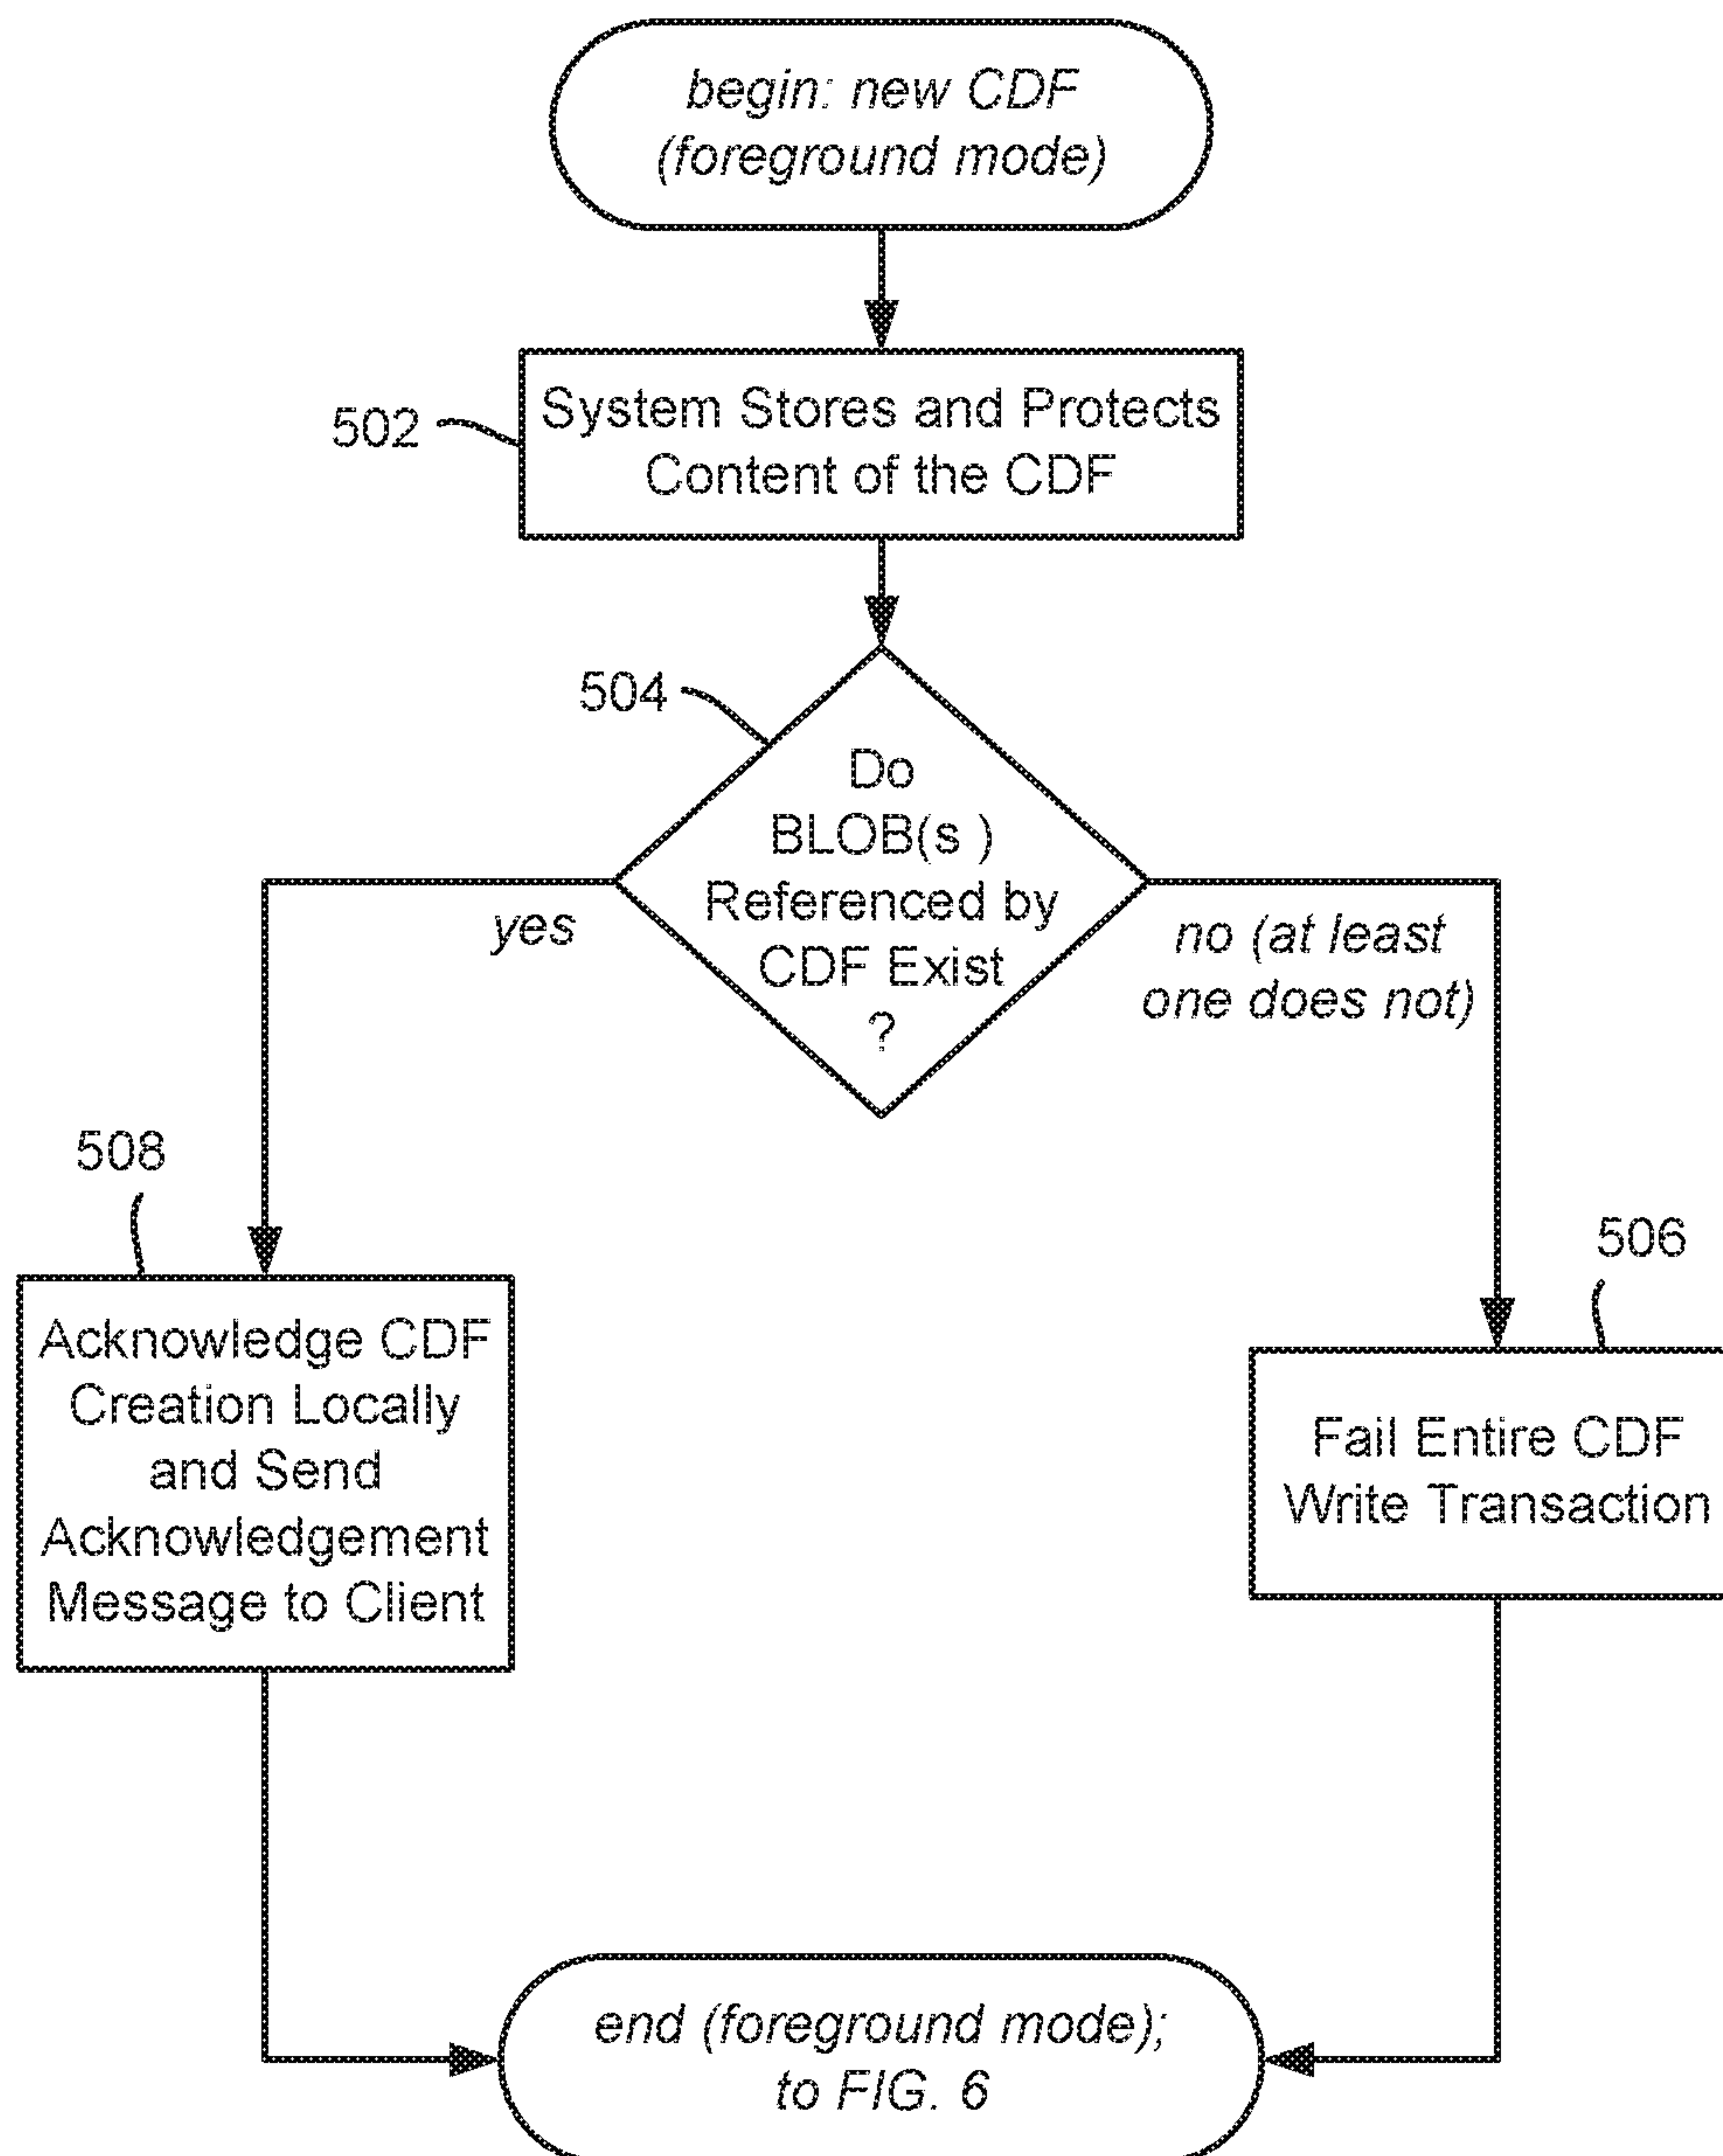 begin: new CDF
(foreground mode)
502
System Stores and Protects
Content of the CDF
504
Do
BLOB(s )
Referenced by
CDF Exist
?
yes
no (at least
one does not)
508
Acknowledge CDF
Creation Locally
and Send
Acknowledgement
Message to Client
506
Fail Entire CDF
Write Transaction
end (foreground mode);
to FIG. 6